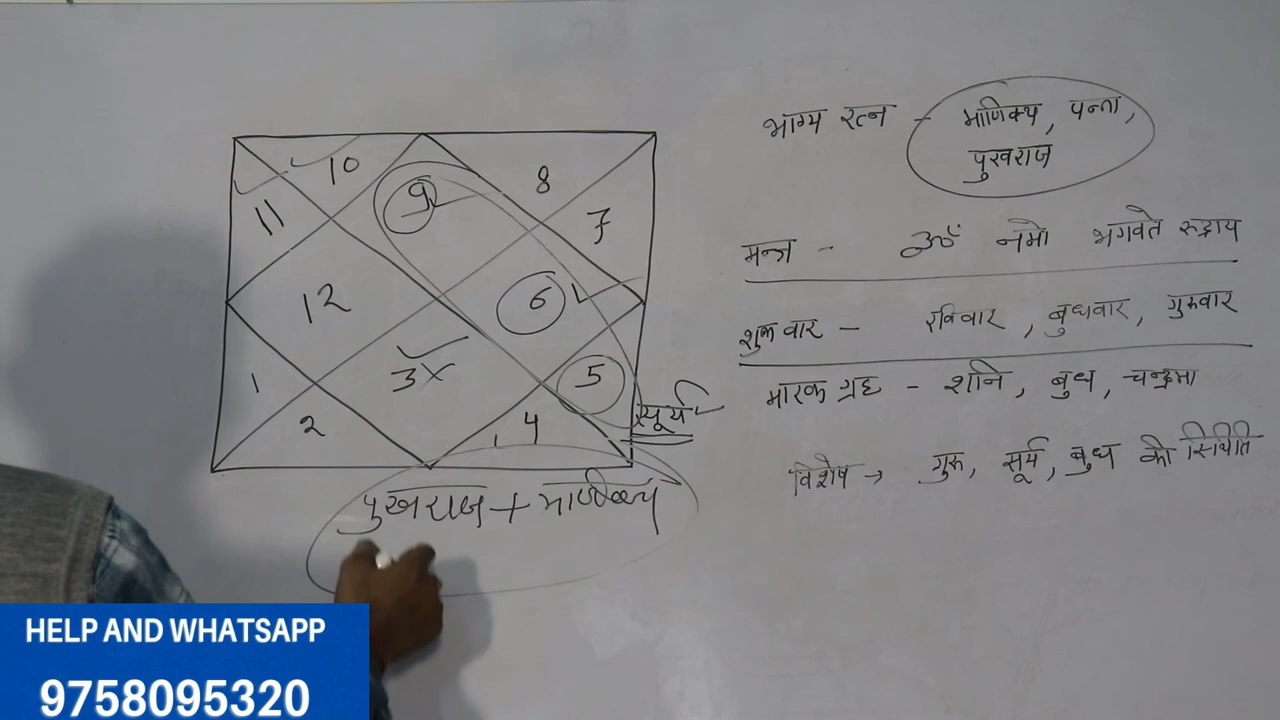 10
9
8
11
7
12
6
3x
5
1
2
4
सूर्य
पुखराज + माणिक्य
भाग्य रत्न - माणिक्य, पन्ना,
पुखराज
मन्त्र - ॐ नमो भगवते रुद्राय
शुभ वार - रविवार, बुधवार, गुरुवार
मारक ग्रह - शनि, बुध, चन्द्रमा
विशेष → गुरु, सूर्य, बुध की स्थिति
HELP AND WHATSAPP
9758095320